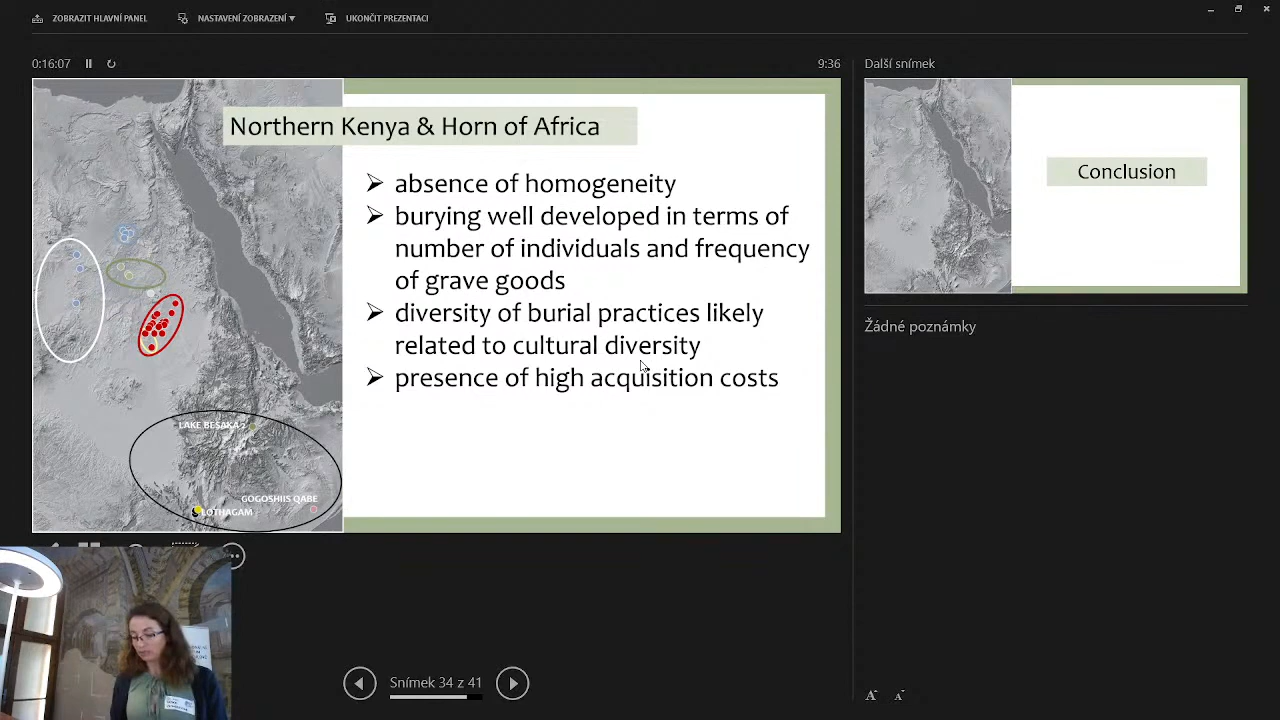 ZOBRAZIT HLAVNÍ PANEL
NASTAVENÍ ZOBRAZENÍ ▼
UKONČIT PREZENTACI
0:16:07
9:36
Další snímek
Northern Kenya & Horn of Africa
➢ absence of homogeneity
➢ burying well developed in terms of
number of individuals and frequency
of grave goods
➢ diversity of burial practices likely
related to cultural diversity
➢ presence of high acquisition costs
LAKE BESAKA
GOGOSHIIS QABE
LOTHAGAM
Conclusion
Žádné poznámky
Snímek 34 z 41
A A